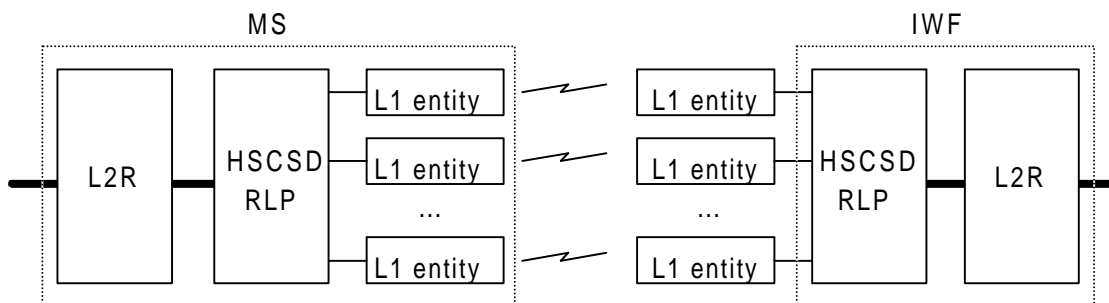 MS
IWF
L1 entity
L1 entity
L2R
HSCSD
RLP
L1 entity
L1 entity
HSCSD
RLP
L2R
...
...
L1 entity
L1 entity